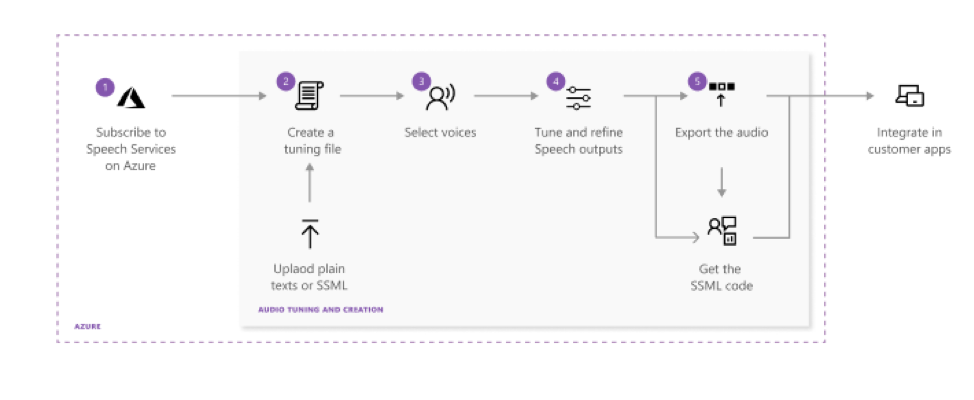 1
Subscribe to
Speech Services
on Azure
2
Create a
tuning file
3
Select voices
4
Tune and refine
Speech outputs
5
Export the audio
Integrate in
customer apps
Uplaod plain
texts or SSML
Get the
SSML code
AUDIO TUNING AND CREATION
AZURE